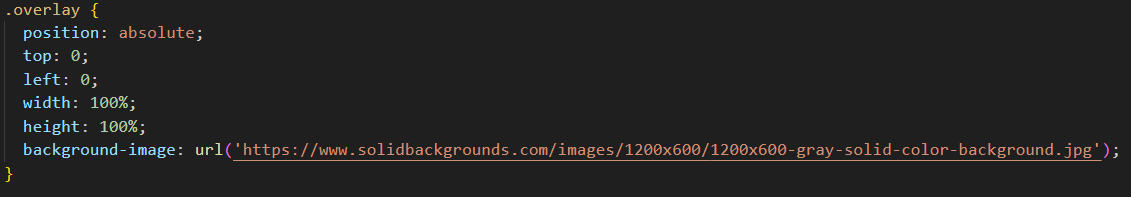 .overlay {
position: absolute;
top: 0;
left: 0;
width: 100%;
height: 100%;
background-image: url('https://www.solidbackgrounds.com/images/1200x600/1200x600-gray-solid-color-background.jpg');
}